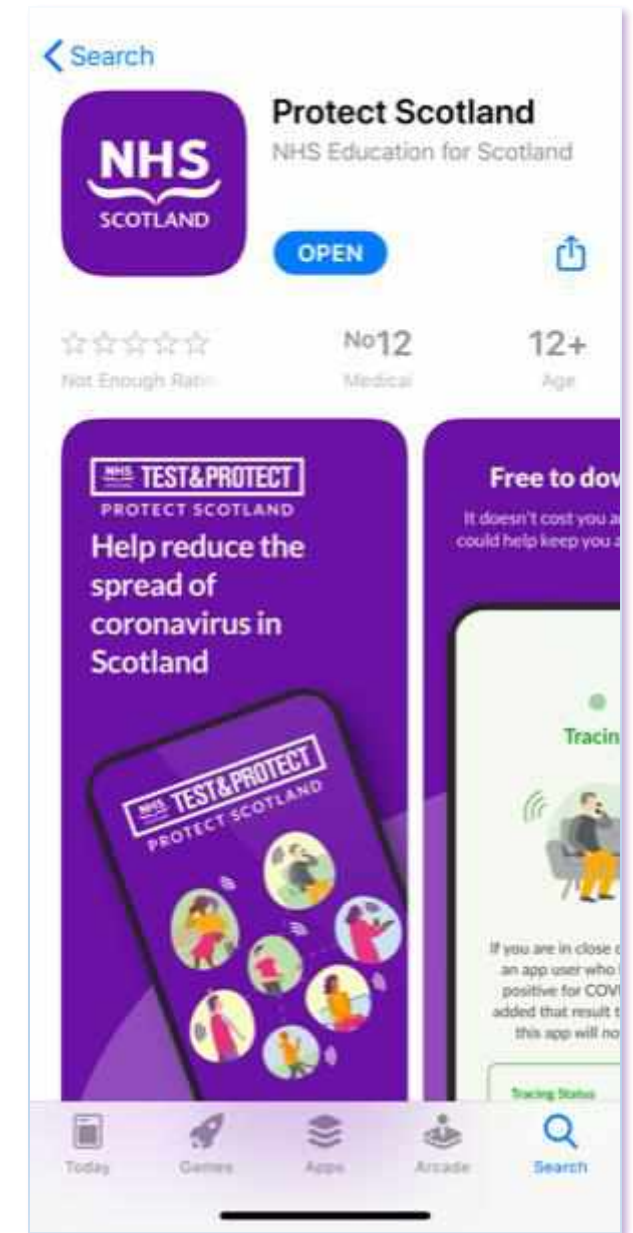 Search
Protect Scotland
NHS Education for Scotland
NHS
SCOTLAND
OPEN
No12
12+
Not Enough
Medical
Age
NHS TEST&PROTECT
PROTECT SCOTLAND
Help reduce the
spread of
coronavirus in
Scotland
NHS TEST&PROTECT
PROTECT SCOTLAND
Free to dow
It doesn't cost you a
could help keep you a
Tracin
If you are in close c
an app user who
positive for COV
added that result t
this app will no
Tracing Status
Today
Games
Apps
Arcade
Search